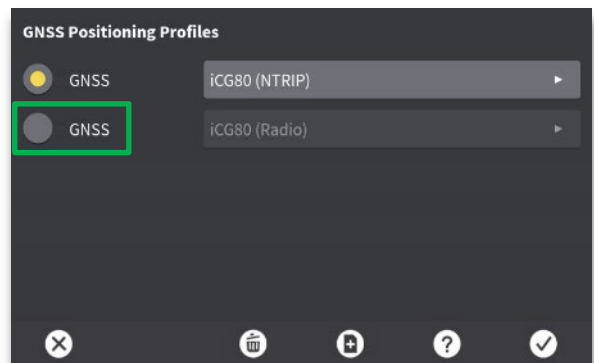 GNSS Positioning Profiles
GNSS iCG80 (NTRIP)
GNSS iCG80 (Radio)
?